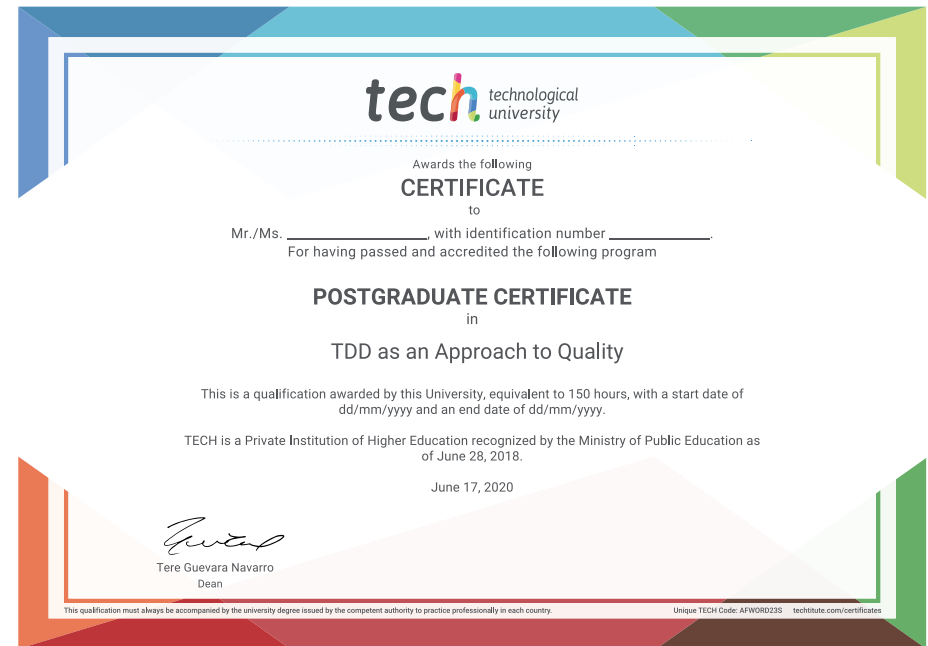 tech technological
university
Awards the following
CERTIFICATE
to
Mr./Ms. ____________________, with identification number ______________.
For having passed and accredited the following program
POSTGRADUATE CERTIFICATE
in
TDD as an Approach to Quality
This is a qualification awarded by this University, equivalent to 150 hours, with a start date of
dd/mm/yyyy and an end date of dd/mm/yyyy.
TECH is a Private Institution of Higher Education recognized by the Ministry of Public Education as
of June 28, 2018.
June 17, 2020
Tere Guevara Navarro
Dean
This qualification must always be accompanied by the university degree issued by the competent authority to practice professionally in each country.
Unique TECH Code: AFWORD23S techtitute.com/certificates